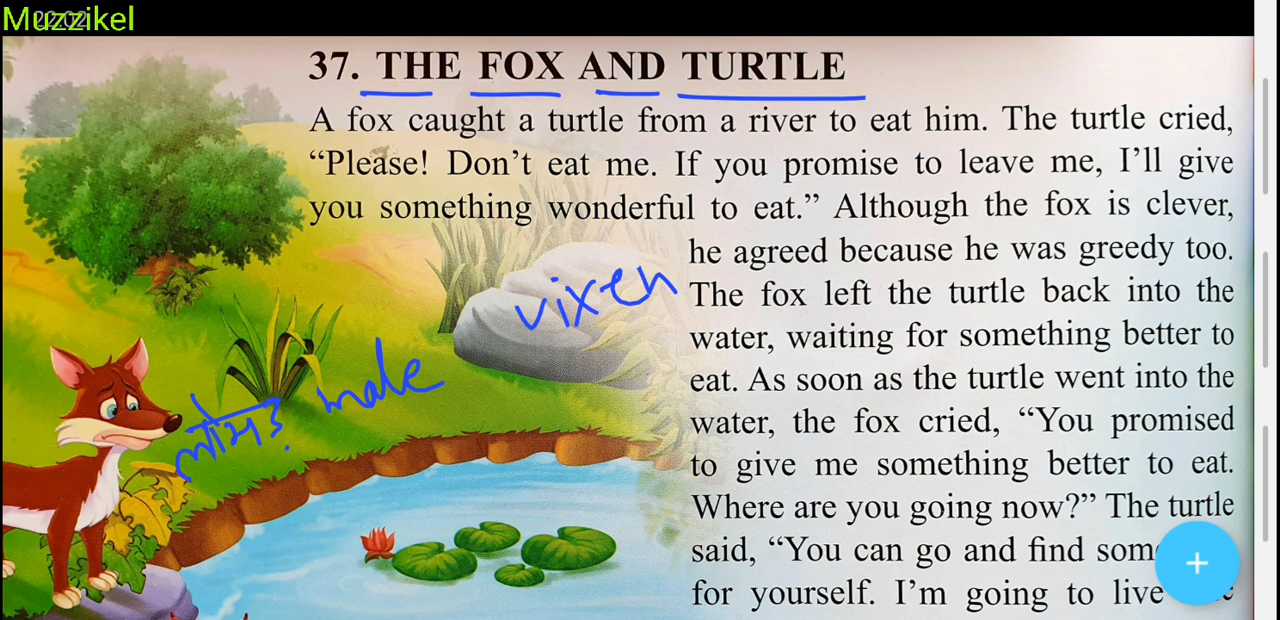 Muzzikel
22:02
37. THE FOX AND TURTLE
A fox caught a turtle from a river to eat him. The turtle cried,
“Please! Don’t eat me. If you promise to leave me, I’ll give
you something wonderful to eat.” Although the fox is clever,
he agreed because he was greedy too.
vixen
The fox left the turtle back into the
water, waiting for something better to
male
eat. As soon as the turtle went into the
लोमड़
water, the fox cried, “You promised
to give me something better to eat.
Where are you going now?” The turtle
said, “You can go and find
for yourself. I’m going to live